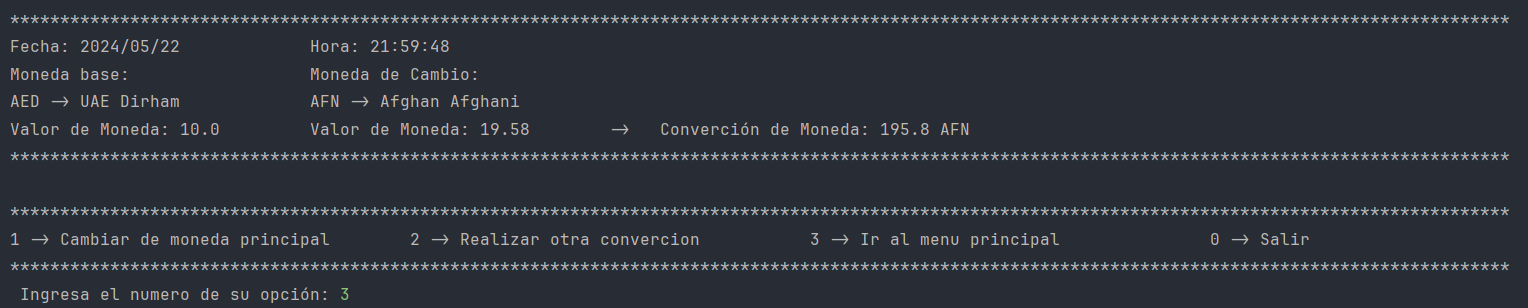 ******************************************************************************************************************************************************
Fecha: 2024/05/22             Hora: 21:59:48
Moneda base:                  Moneda de Cambio:
AED -> UAE Dirham             AFN -> Afghan Afghani
Valor de Moneda: 10.0         Valor de Moneda: 19.58        ->   Converción de Moneda: 195.8 AFN
******************************************************************************************************************************************************
******************************************************************************************************************************************************
1 -> Cambiar de moneda principal        2 -> Realizar otra convercion           3 -> Ir al menu principal               0 -> Salir
******************************************************************************************************************************************************
Ingresa el numero de su opción: 3